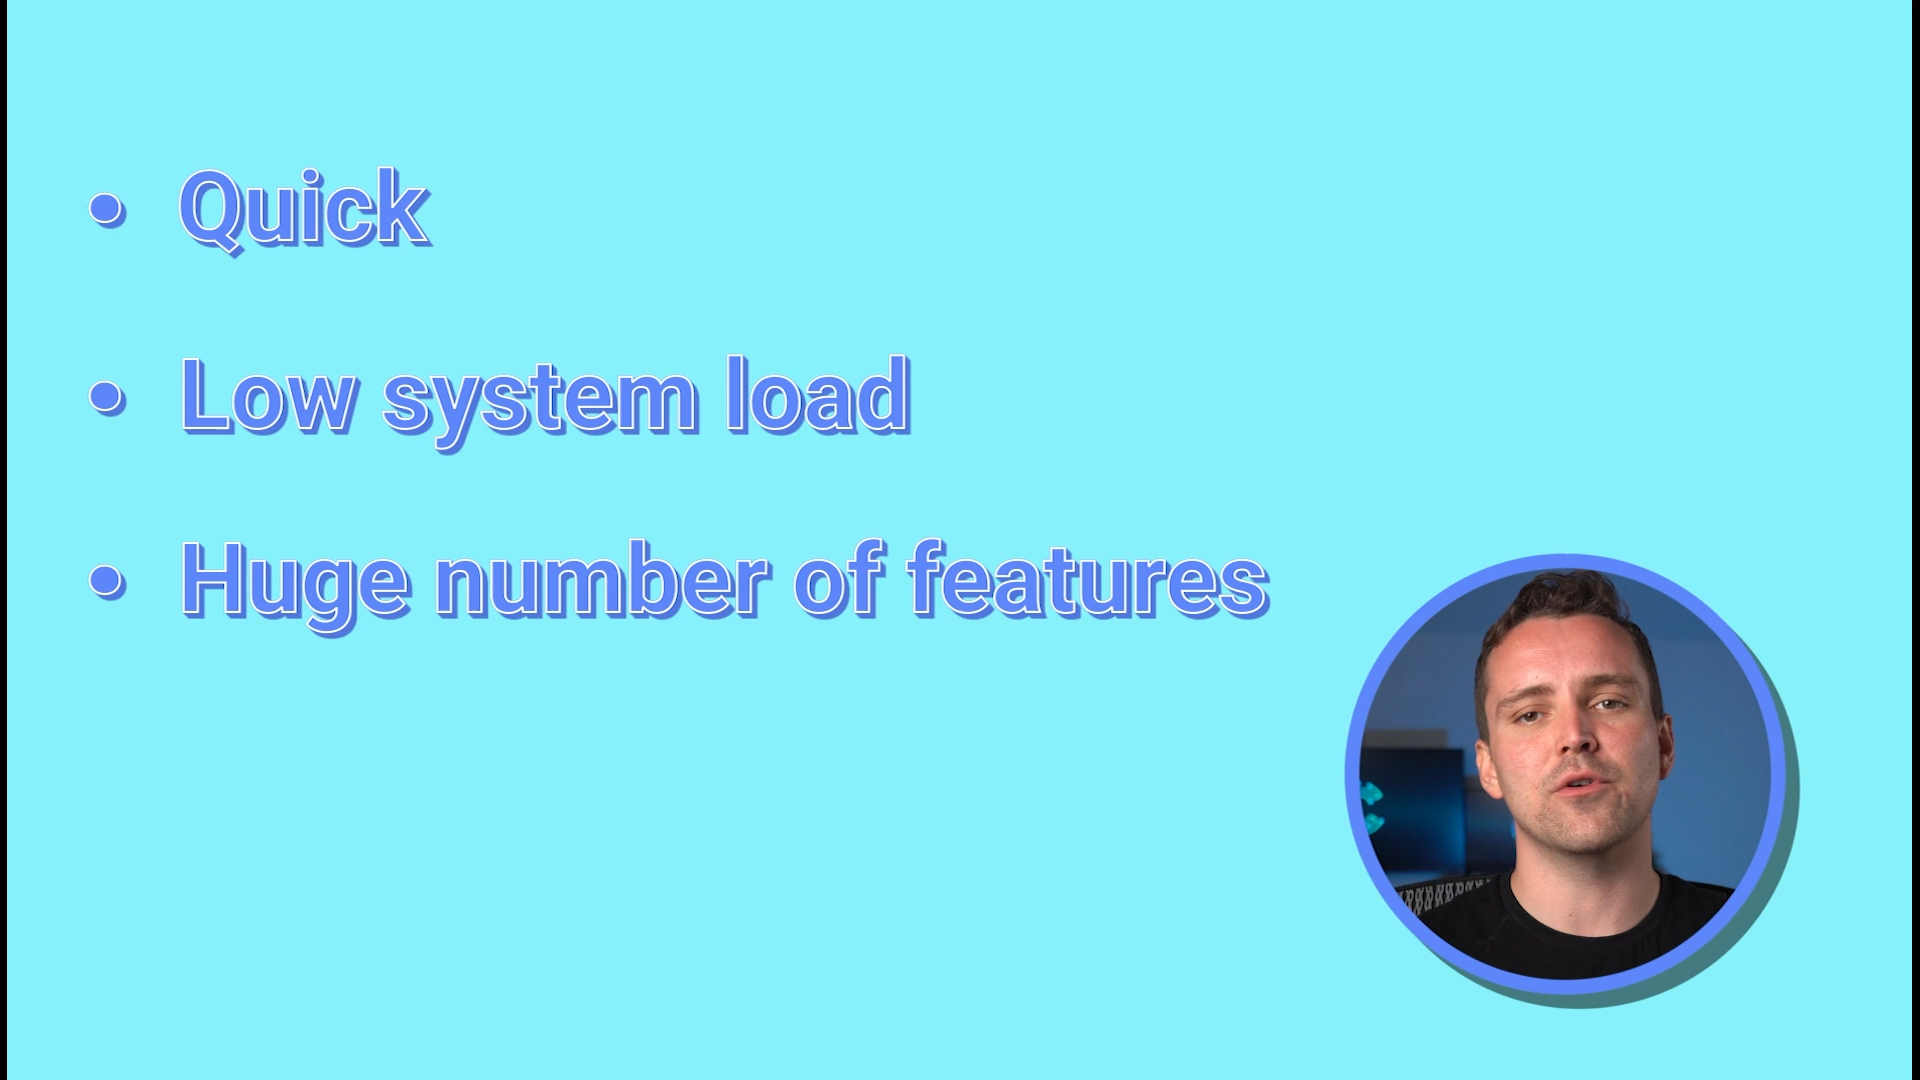 • Quick
• Low system load
• Huge number of features